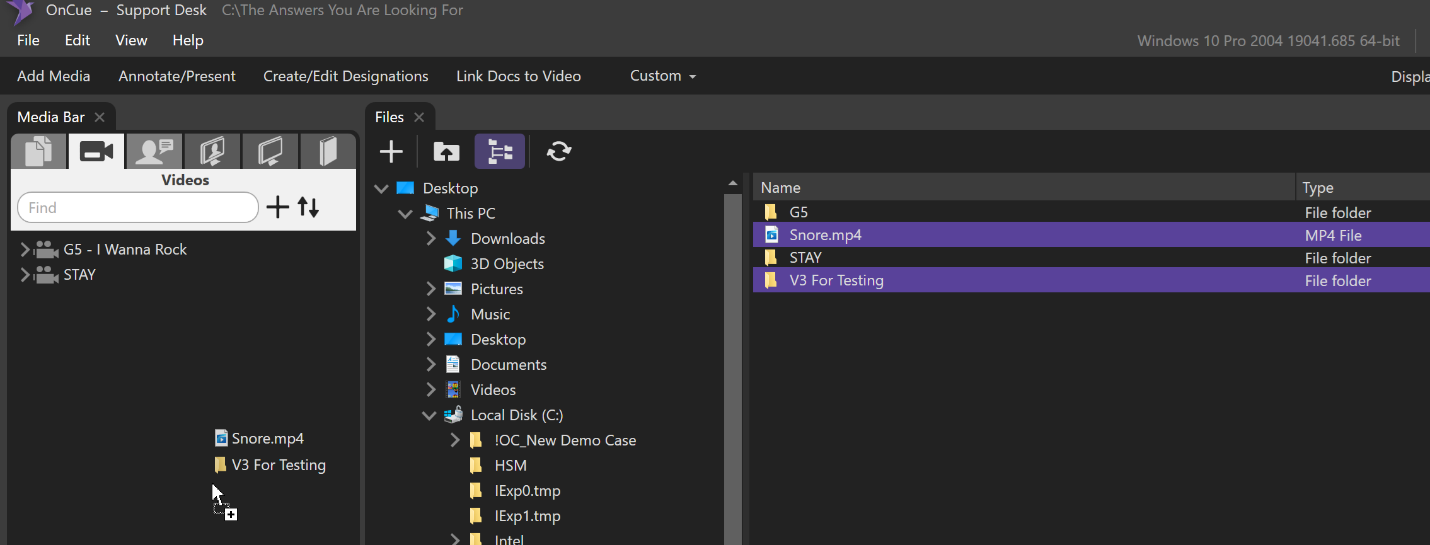 OnCue – Support Desk C:\The Answers You Are Looking For
File Edit View Help
Windows 10 Pro 2004 19041.685 64-bit
Add Media Annotate/Present Create/Edit Designations Link Docs to Video Custom
Displa
Media Bar
Videos
Find
G5 - I Wanna Rock
STAY
Snore.mp4
V3 For Testing
Files
Desktop
This PC
Downloads
3D Objects
Pictures
Music
Desktop
Documents
Videos
Local Disk (C:)
!OC_New Demo Case
HSM
IExp0.tmp
IExp1.tmp
Intel
Name Type
G5 File folder
Snore.mp4 MP4 File
STAY File folder
V3 For Testing File folder